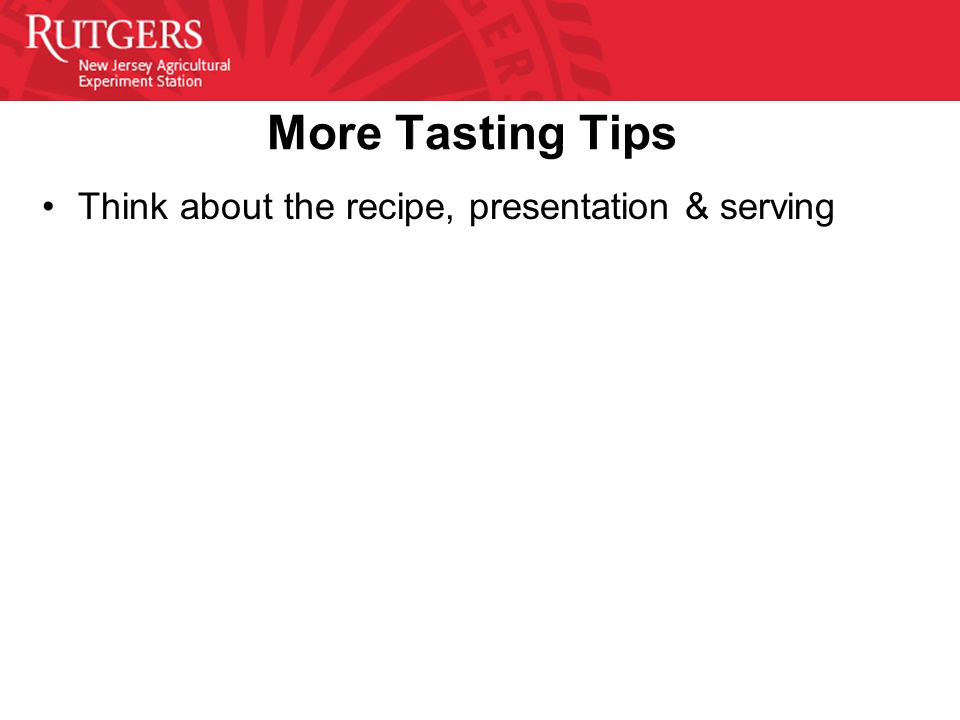 RUTGERS
New Jersey Agricultural
Experiment Station
More Tasting Tips
• Think about the recipe, presentation & serving